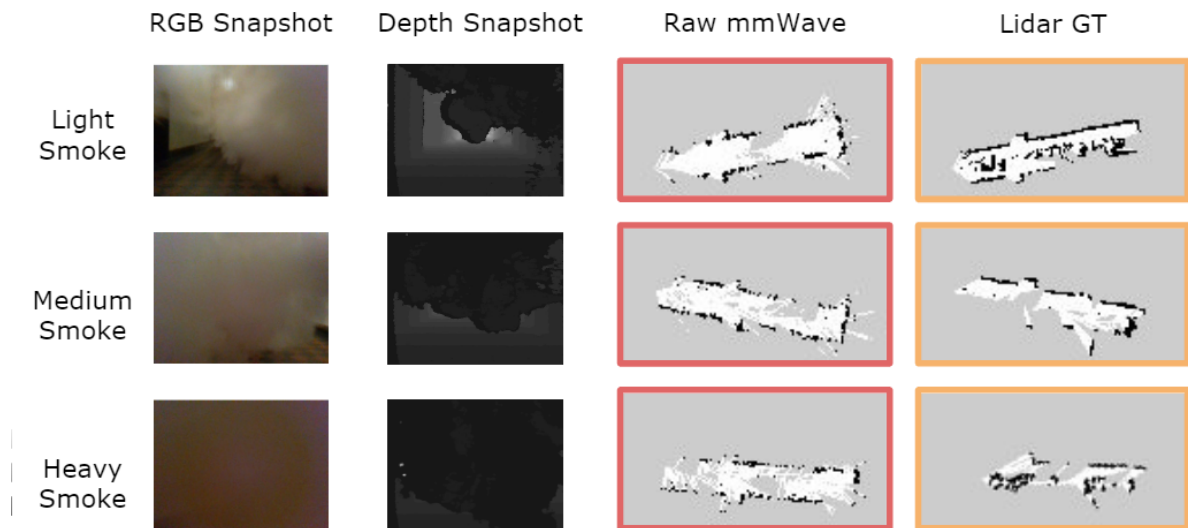 RGB Snapshot
Depth Snapshot
Raw mmWave
Lidar GT
Light
Smoke
Medium
Smoke
Heavy
Smoke